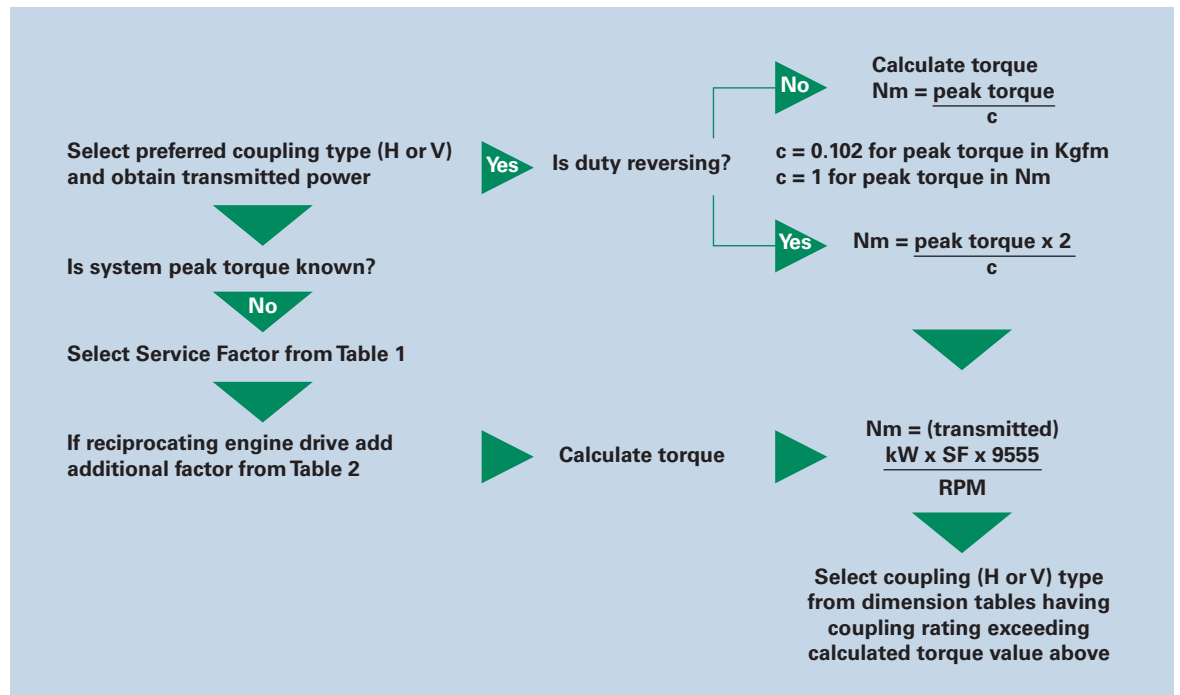 Select preferred coupling type (H or V)
and obtain transmitted power
Yes
Is duty reversing?
No
Calculate torque
Nm = peak torque
c
c = 0.102 for peak torque in Kgfm
c = 1 for peak torque in Nm
Yes
Nm = peak torque x 2
c
Is system peak torque known?
No
Select Service Factor from Table 1
If reciprocating engine drive add
additional factor from Table 2
Calculate torque
Nm = (transmitted)
kW x SF x 9555
RPM
Select coupling (H or V) type
from dimension tables having
coupling rating exceeding
calculated torque value above